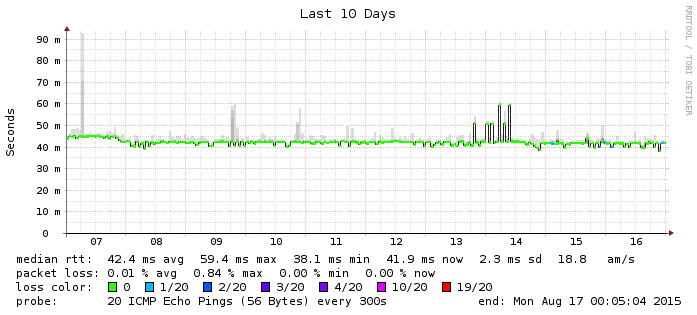 Last 10 Days
RRDTOOL / TOBI OETIKER
Seconds
90 m
80 m
70 m
60 m
50 m
40 m
30 m
20 m
10 m
0
07 08 09 10 11 12 13 14 15 16
median rtt: 42.4 ms avg 59.4 ms max 38.1 ms min 41.9 ms now 2.3 ms sd 18.8 am/s
packet loss: 0.01 % avg 0.84 % max 0.00 % min 0.00 % now
loss color: 0 1/20 2/20 3/20 4/20 10/20 19/20
probe: 20 ICMP Echo Pings (56 Bytes) every 300s end: Mon Aug 17 00:05:04 2015